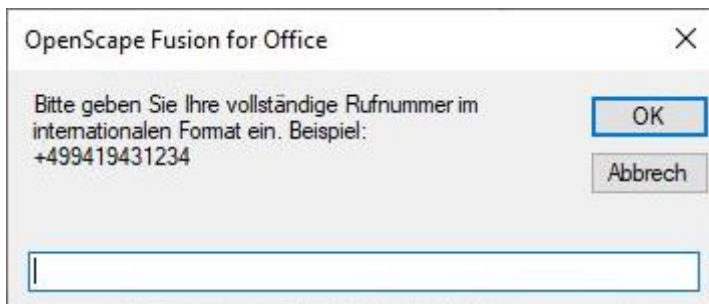 OpenScape Fusion for Office
Bitte geben Sie Ihre vollständige Rufnummer im
internationalen Format ein. Beispiel:
+499419431234
OK
Abbrech